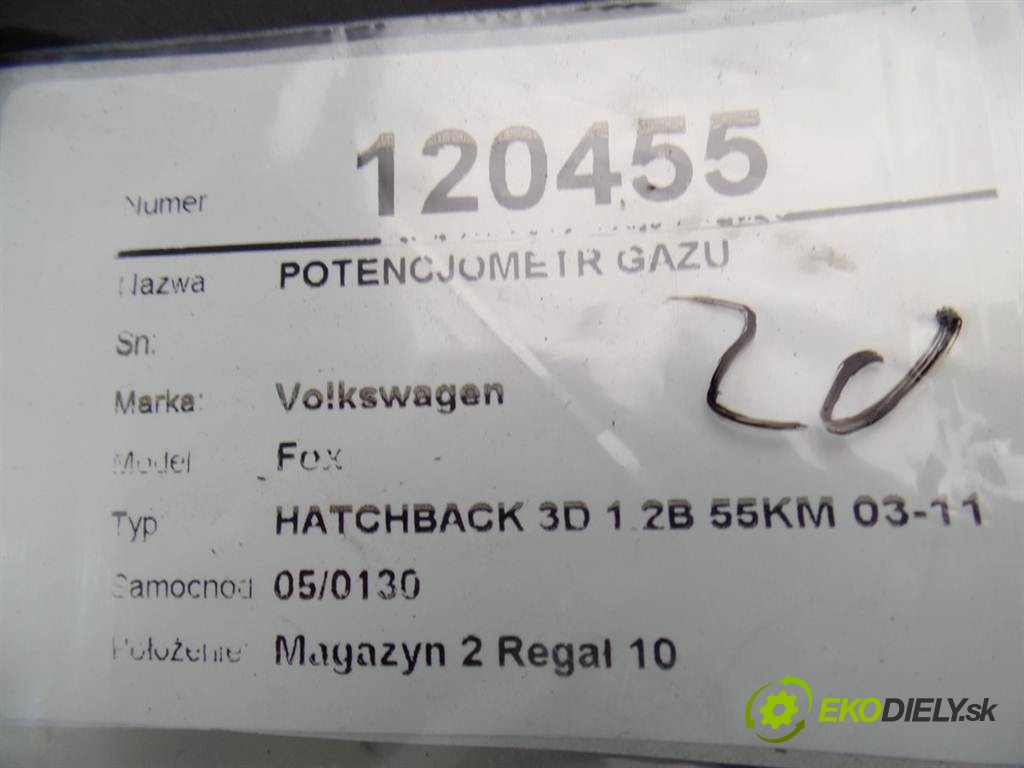 Numer 120455
Nazwa POTENCJOMETR GAZU
20
Sn:
Marka: Volkswagen
Model Fox
Typ HATCHBACK 3D 1.2B 55KM 03-11
Samochod 05/0130
Położenie: Magazyn 2 Regał 10
EKODIELY.sk